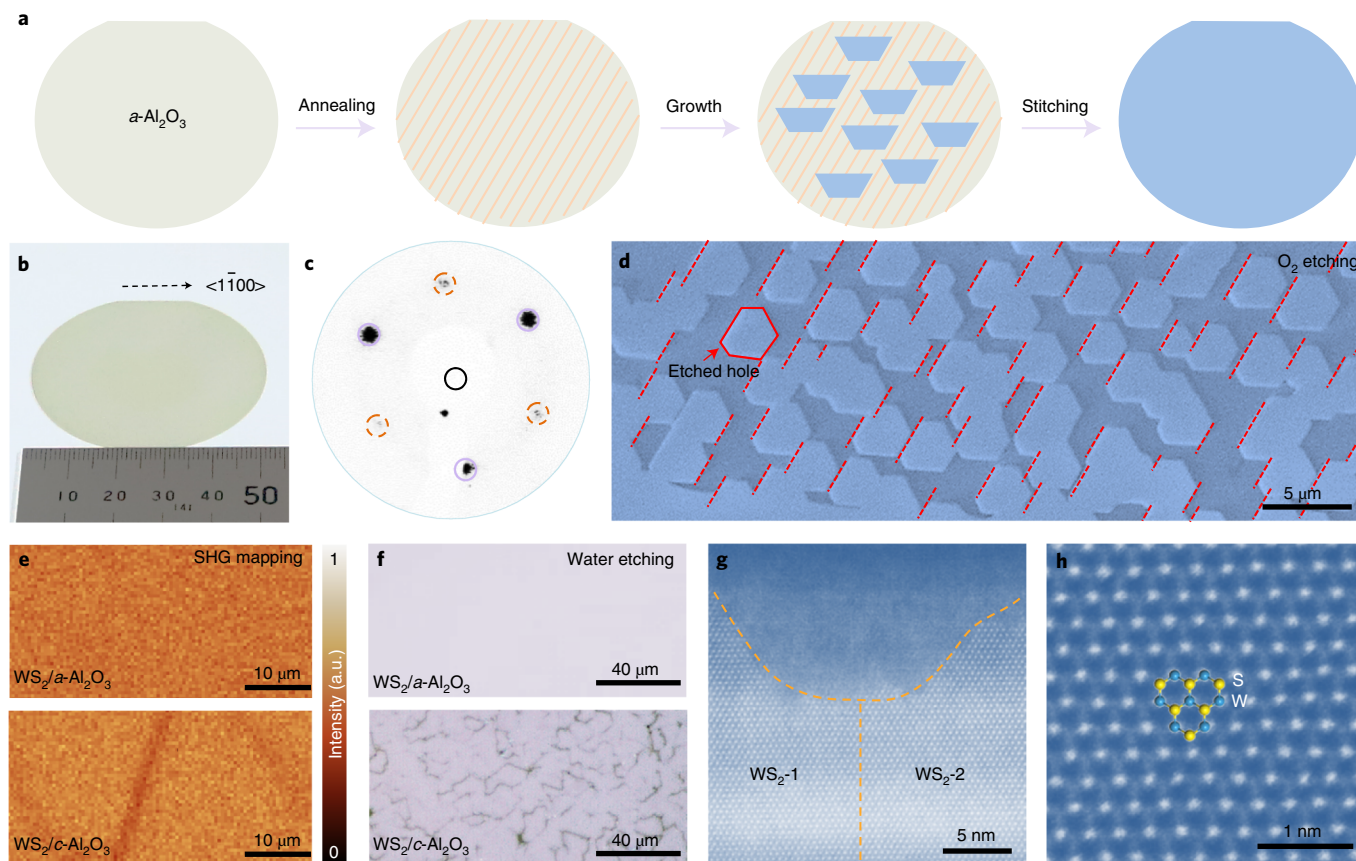 a
a-Al₂O₃
Annealing
Growth
Stitching
b
<11̄00>
10 20 30 40 50
c
d
O₂ etching
Etched hole
5 μm
e
SHG mapping
WS₂/a-Al₂O₃
10 μm
WS₂/c-Al₂O₃
10 μm
1
Intensity (a.u.)
0
f
Water etching
WS₂/a-Al₂O₃
40 μm
WS₂/c-Al₂O₃
40 μm
g
WS₂-1
WS₂-2
5 nm
h
S
W
1 nm